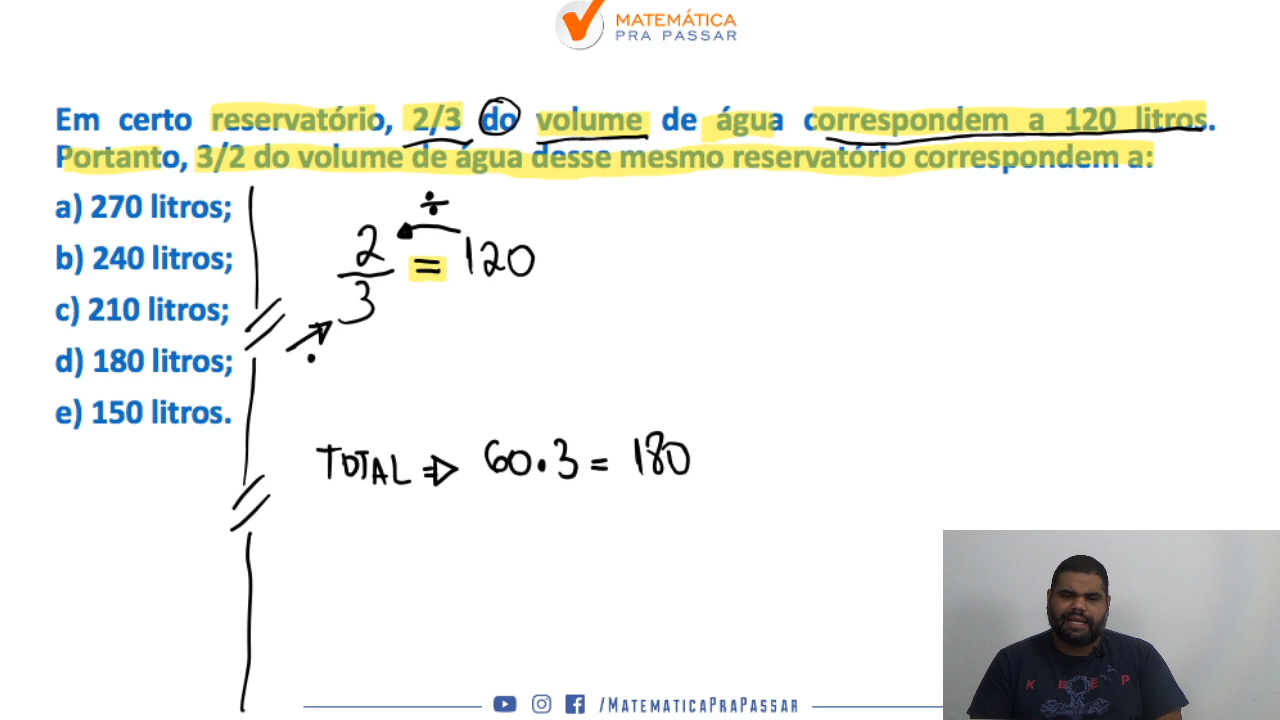 MATEMÁTICA
PRA PASSAR
Em certo reservatório, 2/3 do volume de água correspondem a 120 litros.
Portanto, 3/2 do volume de água desse mesmo reservatório correspondem a:
a) 270 litros;
b) 240 litros;
c) 210 litros;
d) 180 litros;
e) 150 litros.
÷
2/3 = 120
TOTAL ⇒ 60 . 3 = 180
K E E P
/MATEMATICAPRAPASSAR